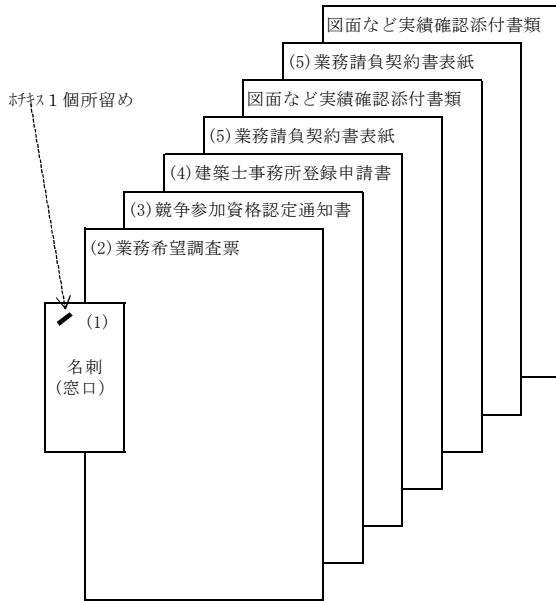 図面など実績確認添付書類
(5)業務請負契約書表紙
ﾎﾁｷｽ１個所留め
図面など実績確認添付書類
(5)業務請負契約書表紙
(4)建築士事務所登録申請書
(3)競争参加資格認定通知書
(2)業務希望調査票
(1)
名刺
(窓口)